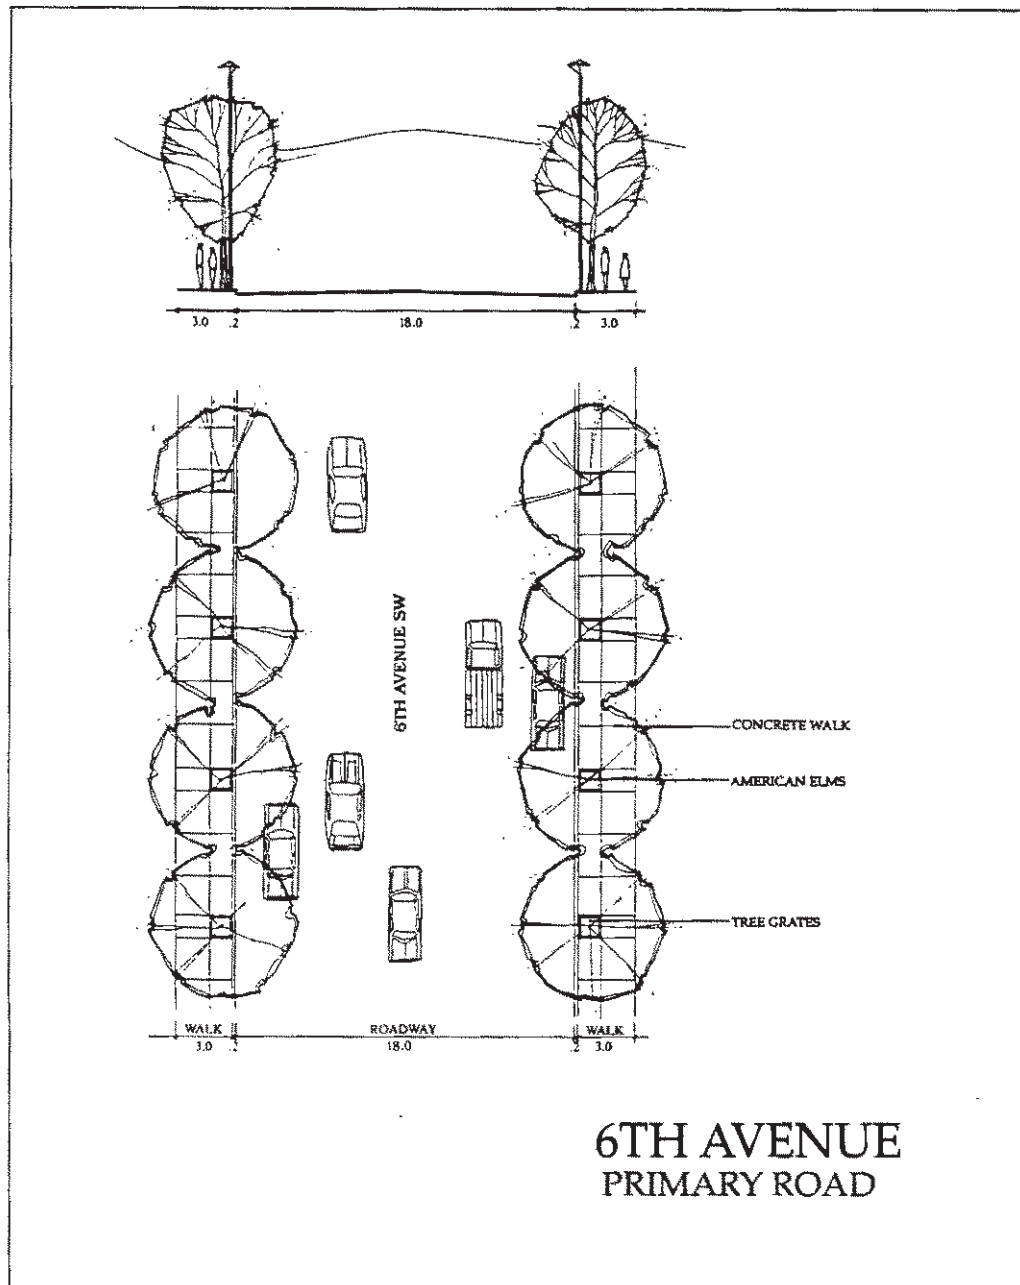 3.0 .2 18.0 .2 3.0
6TH AVENUE SW
CONCRETE WALK
AMERICAN ELMS
TREE GRATES
WALK ROADWAY WALK
3.0 .2 18.0 .2 3.0
6TH AVENUE
PRIMARY ROAD